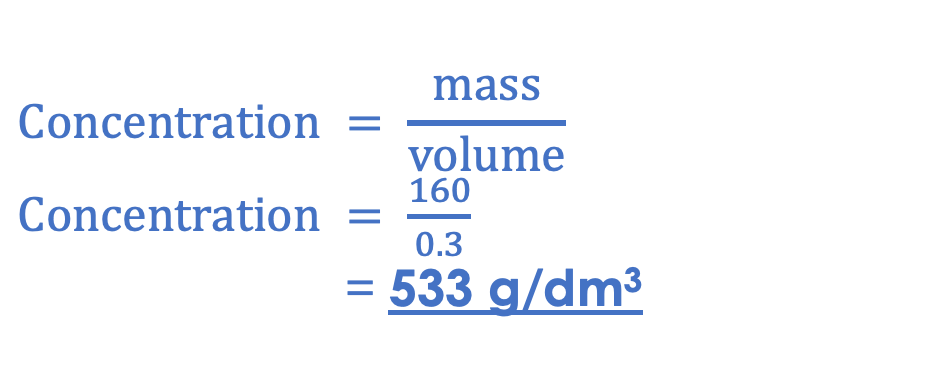 Concentration = mass/volume
Concentration = 160/0.3
= 533 g/dm³